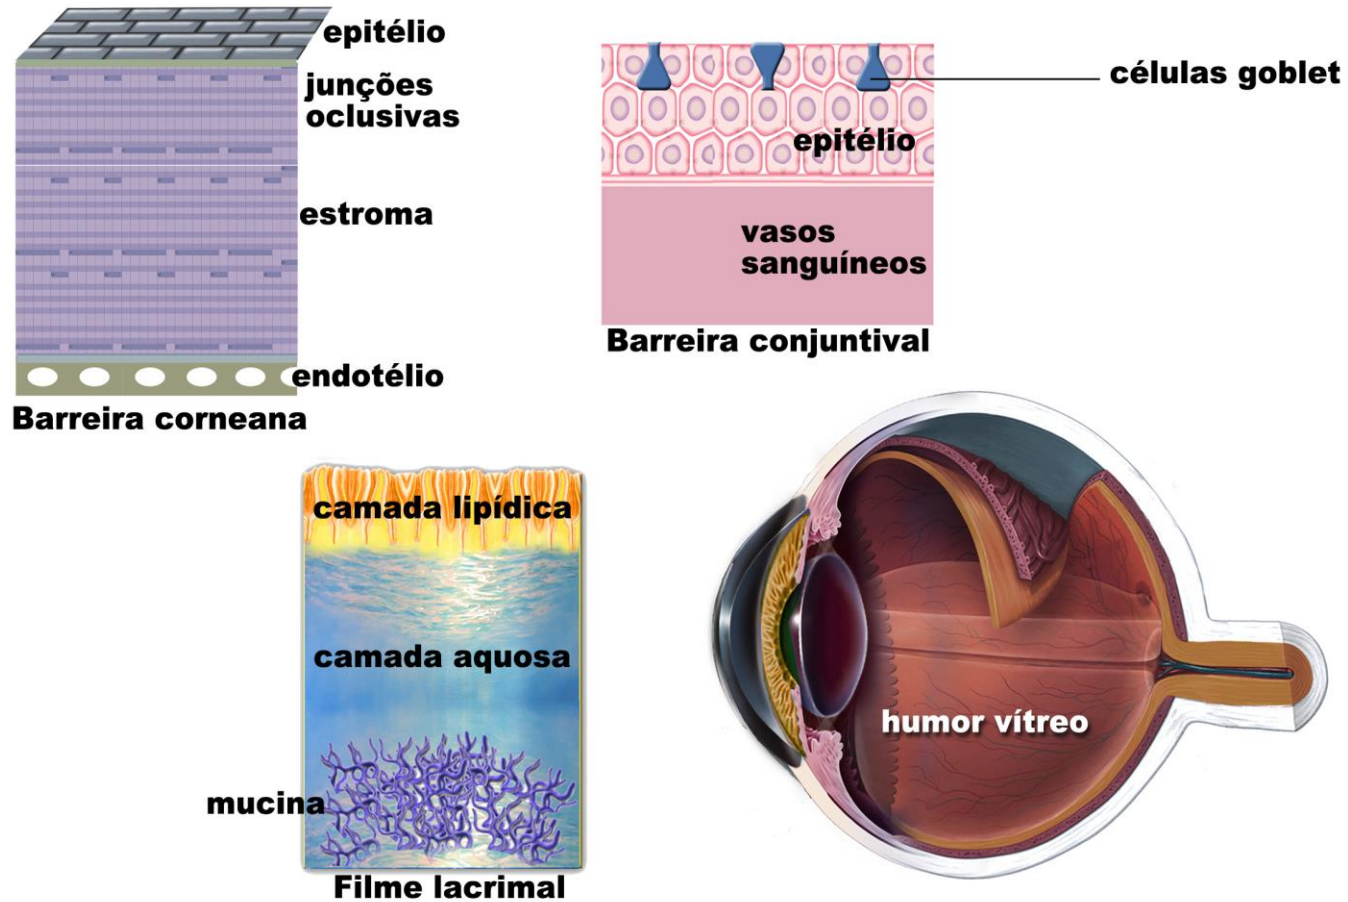 epitélio
junções
oclusivas
estroma
endotélio
Barreira corneana
células goblet
epitélio
vasos
sanguíneos
Barreira conjuntival
camada lipídica
camada aquosa
mucina
Filme lacrimal
humor vítreo